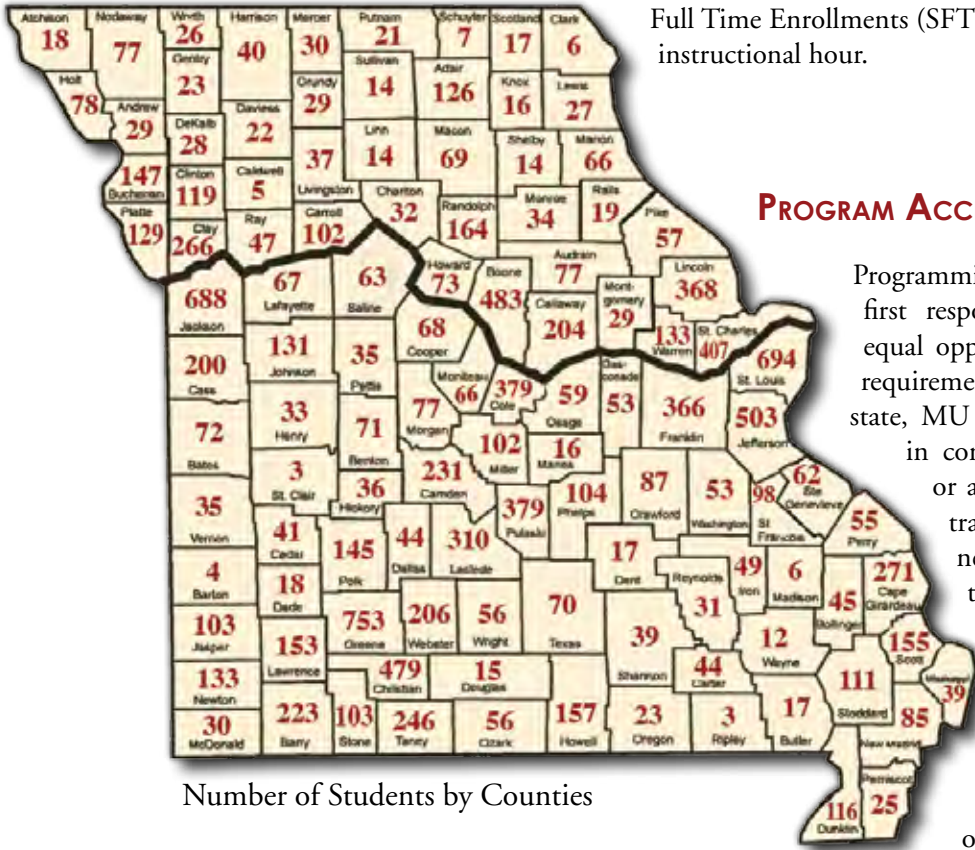 Full Time Enrollments (SFT
instructional hour.
PROGRAM ACC
Programmi
first respo
equal opp
requireme
state, MU
in con
or a
tra
n
t
o
Atchison 18
Nodaway 77
Worth 26
Harrison 40
Mercer 30
Putnam 21
Schuyler 7
Scotland 17
Clark 6
Holt 78
Andrew 29
Gentry 23
DeKalb 28
Daviess 22
Grundy 29
Sullivan 14
Adair 126
Knox 16
Lewis 27
Buchanan 147
Clinton 119
Caldwell 5
Livingston 37
Linn 14
Macon 69
Shelby 14
Marion 66
Platte 129
Clay 266
Ray 47
Carroll 102
Chariton 32
Randolph 164
Monroe 34
Ralls 19
Pike 57
Jackson 688
Lafayette 67
Saline 63
Howard 73
Boone 483
Audrain 77
Callaway 204
Mont-
gomery 29
Lincoln 368
Warren 133
St. Charles 407
St. Louis 694
Cass 200
Johnson 131
Pettis 35
Cooper 68
Moniteau 66
Cole 379
Osage 59
Gas-
conade 53
Franklin 366
Jefferson 503
Bates 72
Henry 33
Benton 71
Morgan 77
Miller 102
Maries 16
St. Clair 3
Hickory 36
Camden 231
Pulaski 379
Phelps 104
Crawford 87
Washington 53
St
Francois 98
Ste
Genevieve 62
Perry 55
Vernon 35
Cedar 41
Polk 145
Dallas 44
Laclede 310
Dent 17
Reynolds 31
Iron 49
Madison 6
Bollinger 45
Cape
Girardeau 271
Barton 4
Dade 18
Greene 753
Webster 206
Wright 56
Texas 70
Shannon 39
Wayne 12
Scott 155
Jasper 103
Lawrence 153
Christian 479
Douglas 15
Carter 44
Stoddard 111
Mississippi 39
Newton 133
McDonald 30
Barry 223
Stone 103
Taney 246
Ozark 56
Howell 157
Oregon 23
Ripley 3
Butler 17
New Madrid 85
Pemiscot 25
Dunklin 116
Number of Students by Counties